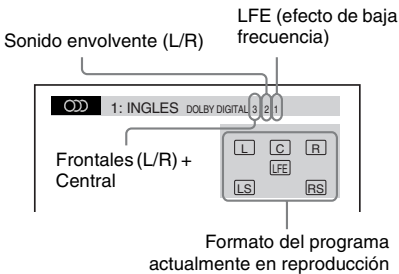 LFE (efecto de baja
frecuencia)
Sonido envolvente (L/R)
1: INGLES DOLBY DIGITAL 3 2 1
Frontales (L/R) +
Central
L C R
LFE
LS RS
Formato del programa
actualmente en reproducción